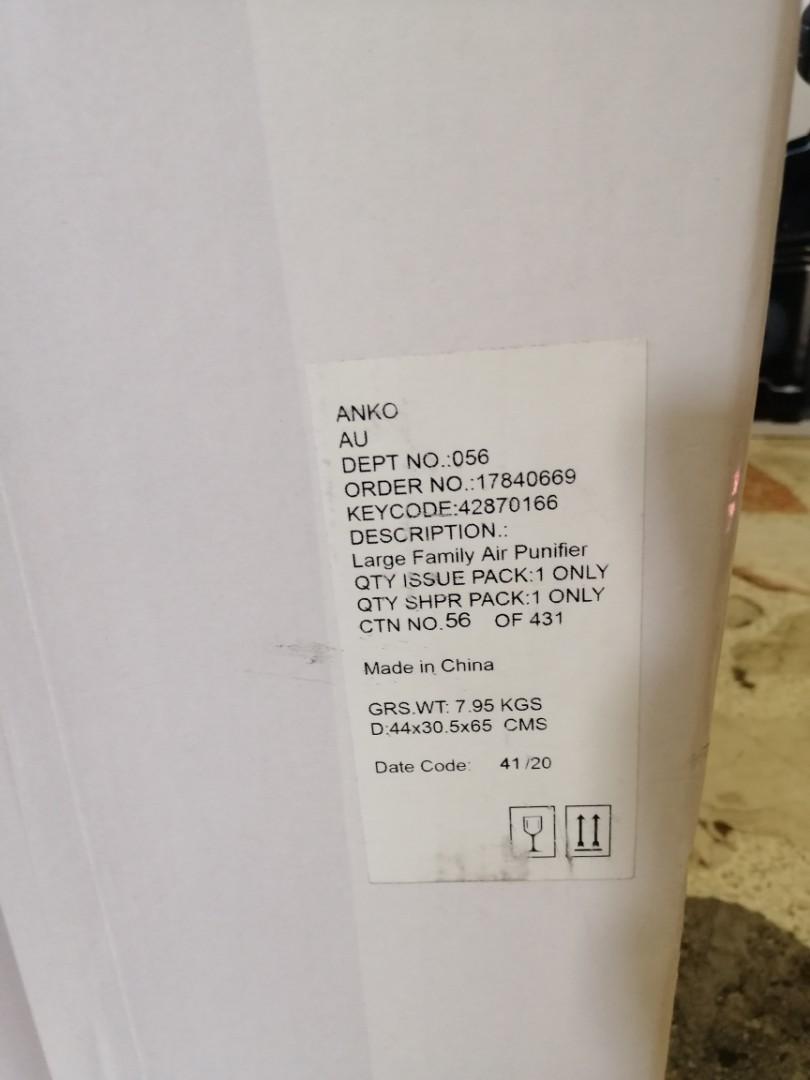 ANKO
AU
DEPT NO.:056
ORDER NO.:17840669
KEYCODE:42870166
DESCRIPTION.:
Large Family Air Punifier
QTY ISSUE PACK:1 ONLY
QTY SHPR PACK:1 ONLY
CTN NO.56 OF 431
Made in China
GRS.WT: 7.95 KGS
D:44x30.5x65 CMS
Date Code: 41/20